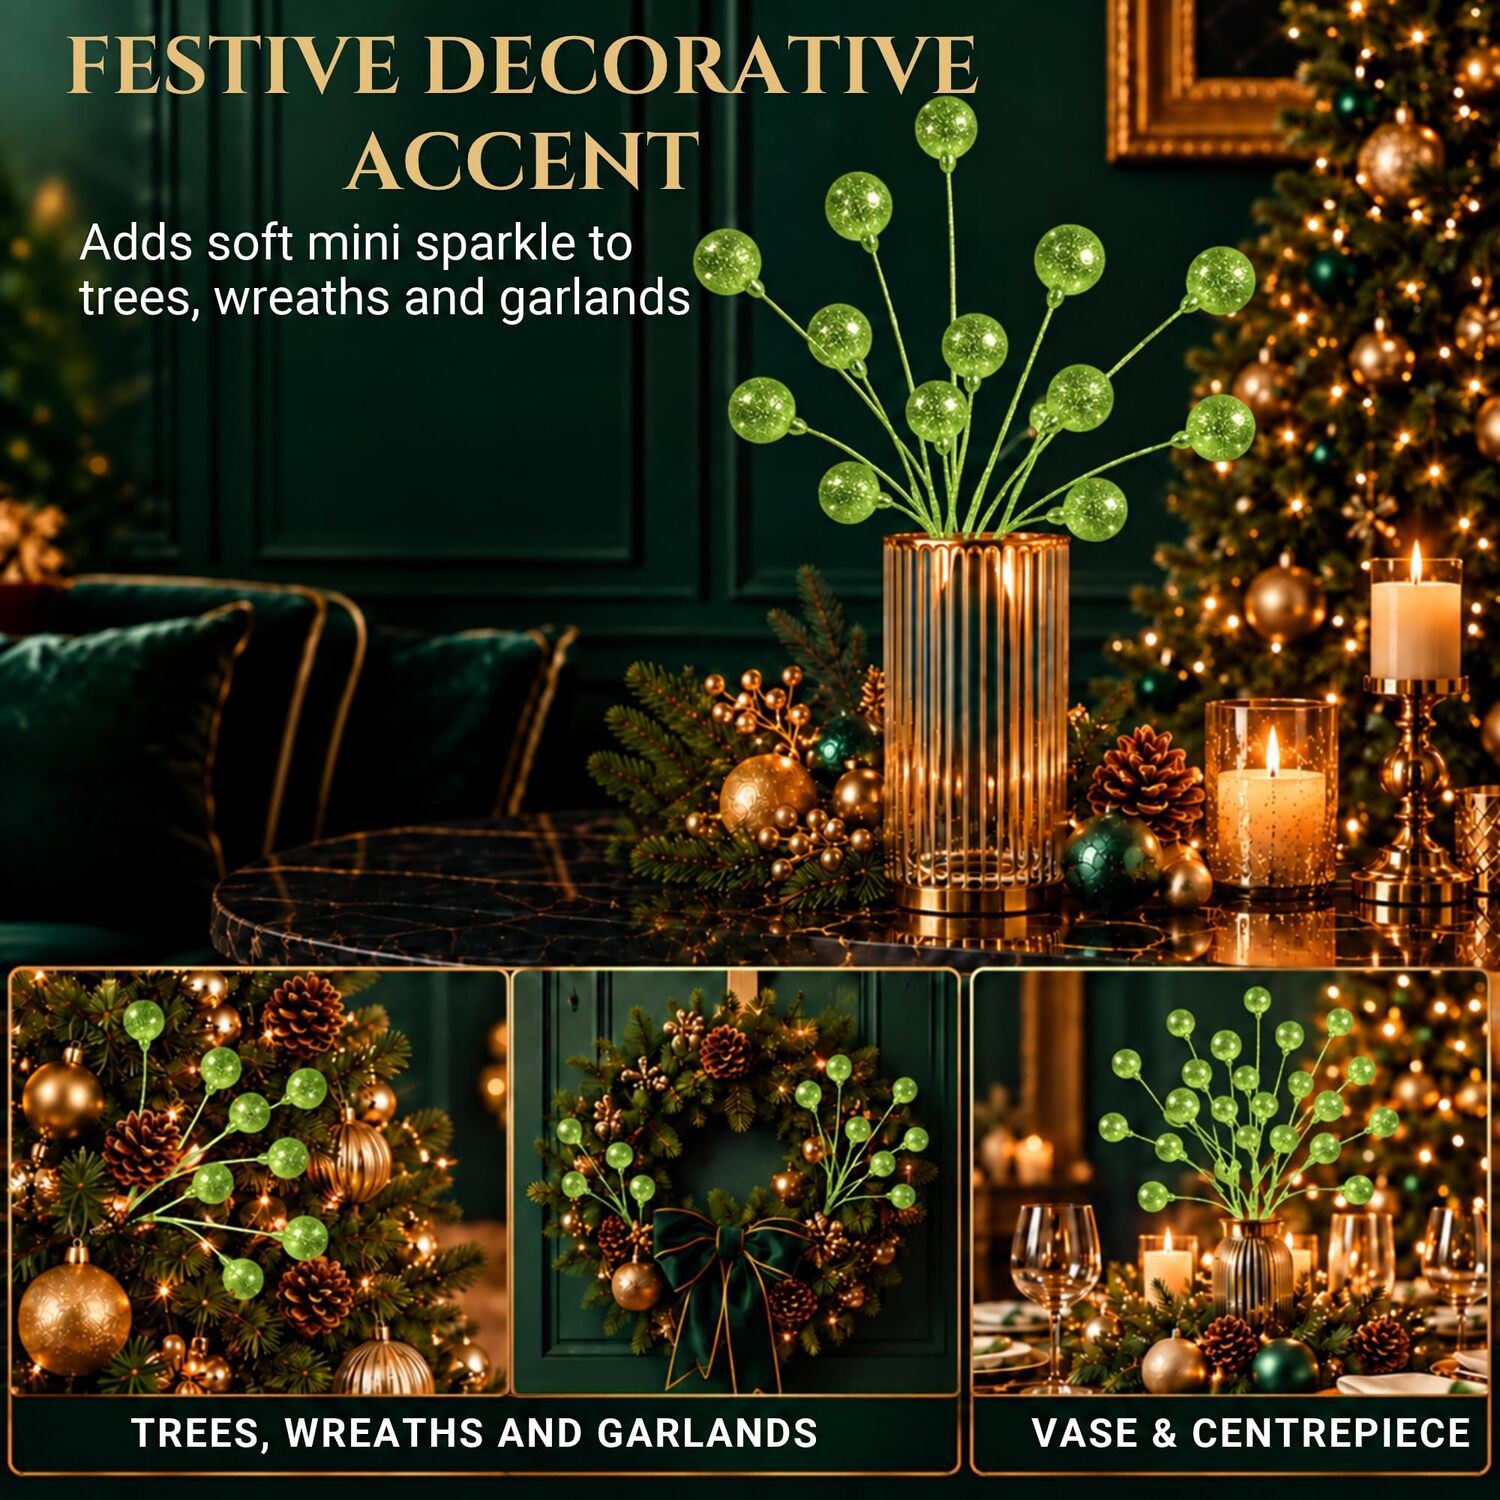 FESTIVE DECORATIVE
ACCENT
Adds soft mini sparkle to
trees, wreaths and garlands
TREES, WREATHS AND GARLANDS
VASE & CENTREPIECE